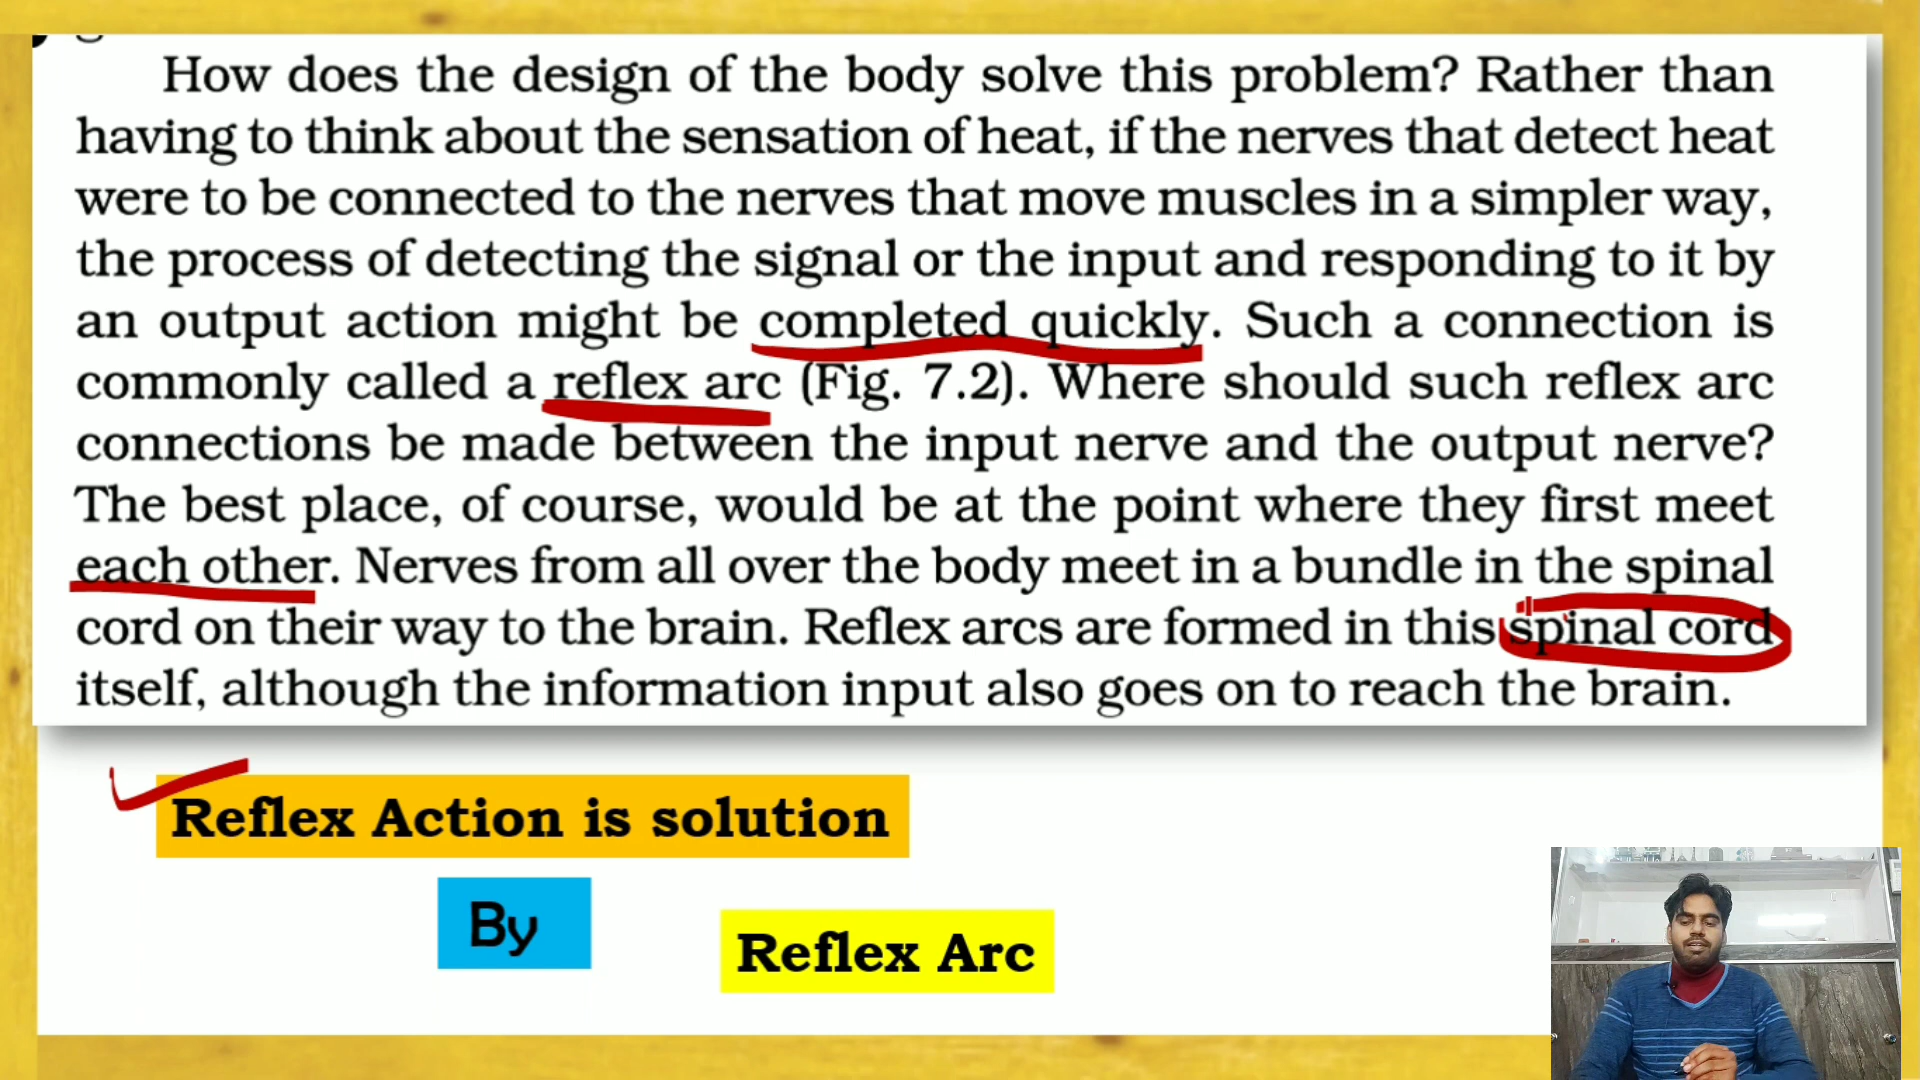 How does the design of the body solve this problem? Rather than
having to think about the sensation of heat, if the nerves that detect heat
were to be connected to the nerves that move muscles in a simpler way,
the process of detecting the signal or the input and responding to it by
an output action might be completed quickly. Such a connection is
commonly called a reflex arc (Fig. 7.2). Where should such reflex arc
connections be made between the input nerve and the output nerve?
The best place, of course, would be at the point where they first meet
each other. Nerves from all over the body meet in a bundle in the spinal
cord on their way to the brain. Reflex arcs are formed in this spinal cord
itself, although the information input also goes on to reach the brain.
Reflex Action is solution
By
Reflex Arc